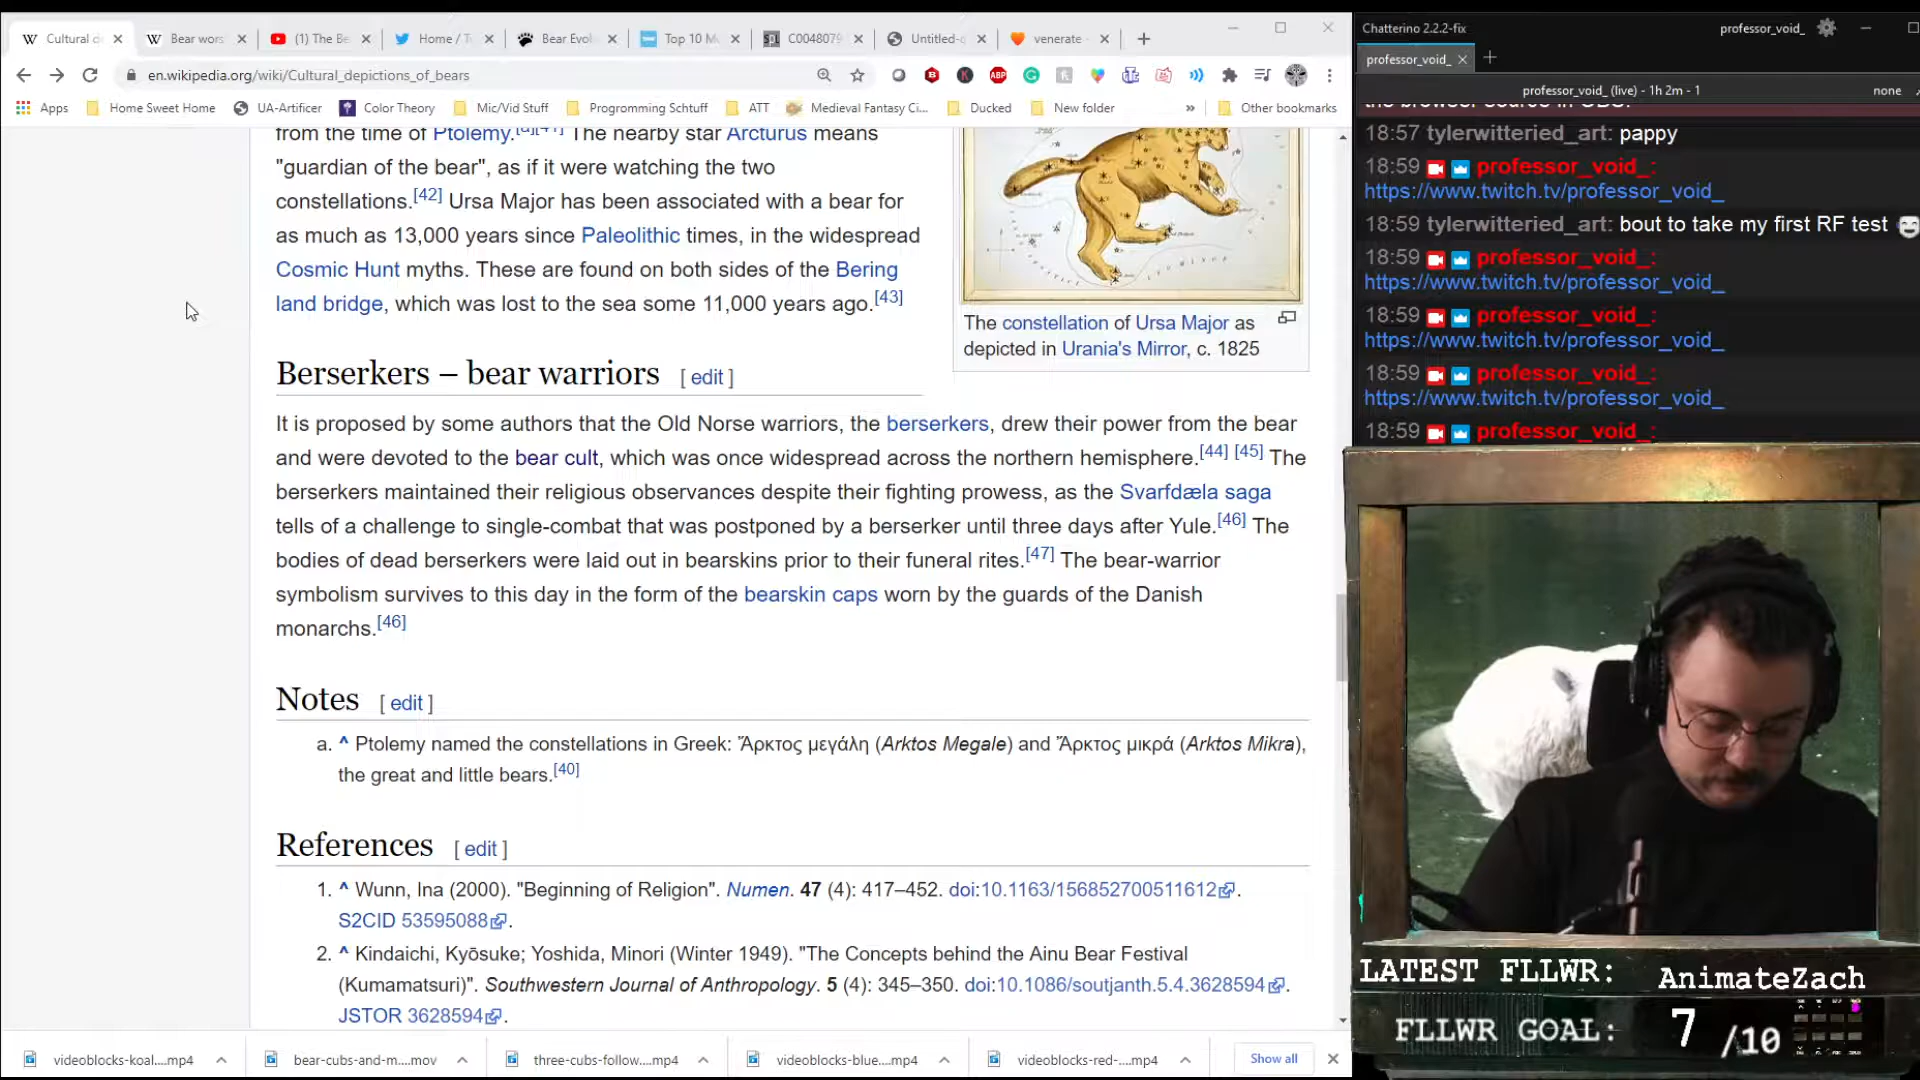 Cultural d
Bear wors
(1) The Be
Home / T
Bear Evol
Top 10 M
C0048079
Untitled-
venerate
en.wikipedia.org/wiki/Cultural_depictions_of_bears
Apps
Home Sweet Home
UA-Artificer
Color Theory
Mic/Vid Stuff
Programming Schtuff
ATT
Medieval Fantasy Ci...
Ducked
New folder
»
Other bookmarks
from the time of Ptolemy.[a][41] The nearby star Arcturus means
"guardian of the bear", as if it were watching the two
constellations.[42] Ursa Major has been associated with a bear for
as much as 13,000 years since Paleolithic times, in the widespread
Cosmic Hunt myths. These are found on both sides of the Bering
land bridge, which was lost to the sea some 11,000 years ago.[43]
The constellation of Ursa Major as
depicted in Urania's Mirror, c. 1825
Berserkers – bear warriors [ edit ]
It is proposed by some authors that the Old Norse warriors, the berserkers, drew their power from the bear
and were devoted to the bear cult, which was once widespread across the northern hemisphere.[44] [45] The
berserkers maintained their religious observances despite their fighting prowess, as the Svarfdæla saga
tells of a challenge to single-combat that was postponed by a berserker until three days after Yule.[46] The
bodies of dead berserkers were laid out in bearskins prior to their funeral rites.[47] The bear-warrior
symbolism survives to this day in the form of the bearskin caps worn by the guards of the Danish
monarchs.[46]
Notes [ edit ]
a. ^ Ptolemy named the constellations in Greek: Ἄρκτος μεγάλη (Arktos Megale) and Ἄρκτος μικρά (Arktos Mikra),
the great and little bears.[40]
References [ edit ]
1. ^ Wunn, Ina (2000). "Beginning of Religion". Numen. 47 (4): 417–452. doi:10.1163/156852700511612.
S2CID 53595088.
2. ^ Kindaichi, Kyōsuke; Yoshida, Minori (Winter 1949). "The Concepts behind the Ainu Bear Festival
(Kumamatsuri)". Southwestern Journal of Anthropology. 5 (4): 345–350. doi:10.1086/soutjanth.5.4.3628594.
JSTOR 3628594.
videoblocks-koal....mp4
bear-cubs-and-m....mov
three-cubs-follow....mp4
videoblocks-blue....mp4
videoblocks-red-....mp4
Show all
Chatterino 2.2.2-fix
professor_void_
professor_void_
professor_void_ (live) - 1h 2m - 1
none
the browser source in OBS.
18:57 tylerwitteried_art: pappy
18:59 professor_void_:
https://www.twitch.tv/professor_void_
18:59 tylerwitteried_art: bout to take my first RF test
18:59 professor_void_:
https://www.twitch.tv/professor_void_
18:59 professor_void_:
https://www.twitch.tv/professor_void_
18:59 professor_void_:
https://www.twitch.tv/professor_void_
18:59 professor_void_:
LATEST FLLWR: AnimateZach
FLLWR GOAL: 7 /10